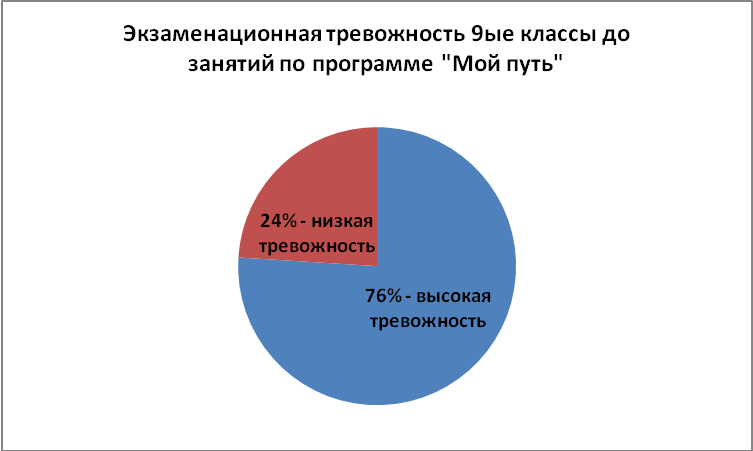 Экзаменационная тревожность 9ые классы до
занятий по программе "Мой путь"
24% - низкая
тревожность
76% - высокая
тревожность